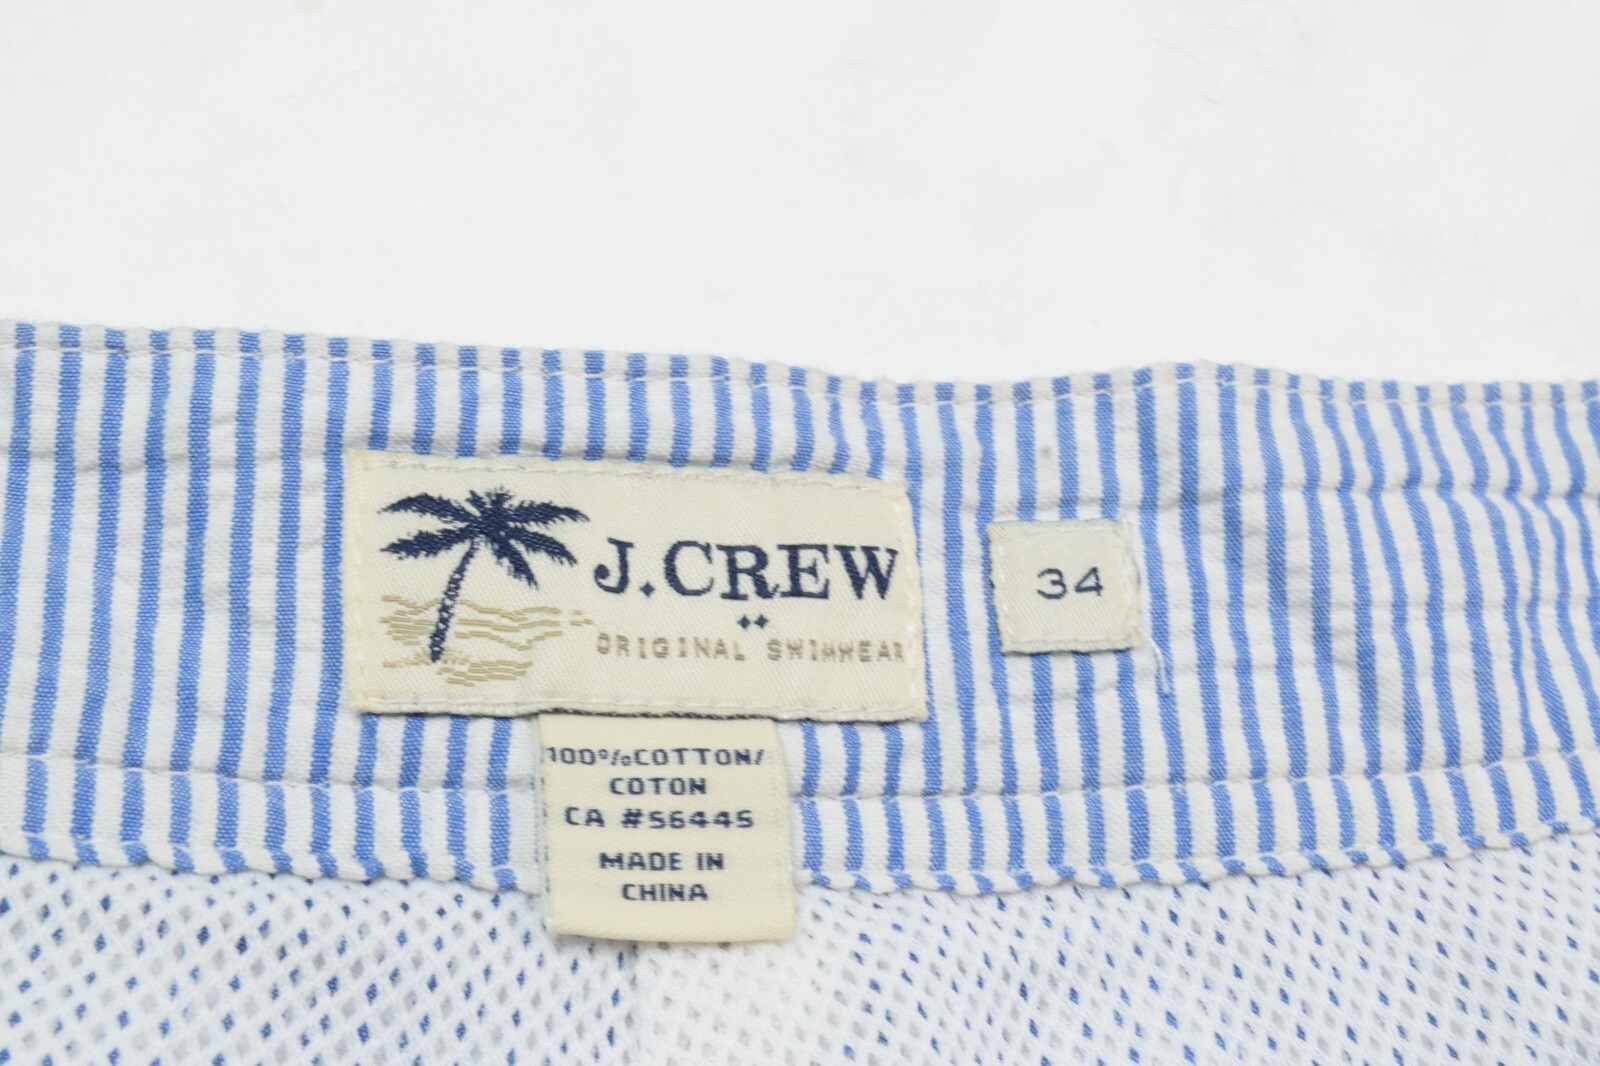 J.CREW
ORIGINAL SWIMWEAR
34
100%COTTON/
COTON
CA #56445
MADE IN
CHINA